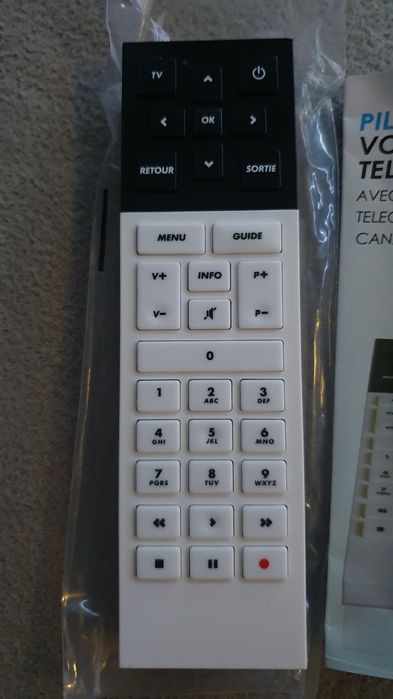 TV
OK
RETOUR
SORTIE
MENU
GUIDE
V+
INFO
P+
V-
P-
0
1
2
ABC
3
DEF
4
GHI
5
JKL
6
MNO
7
PQRS
8
TUV
9
WXYZ
PIL
VO
TEL
AVEC
TELEC
CAN